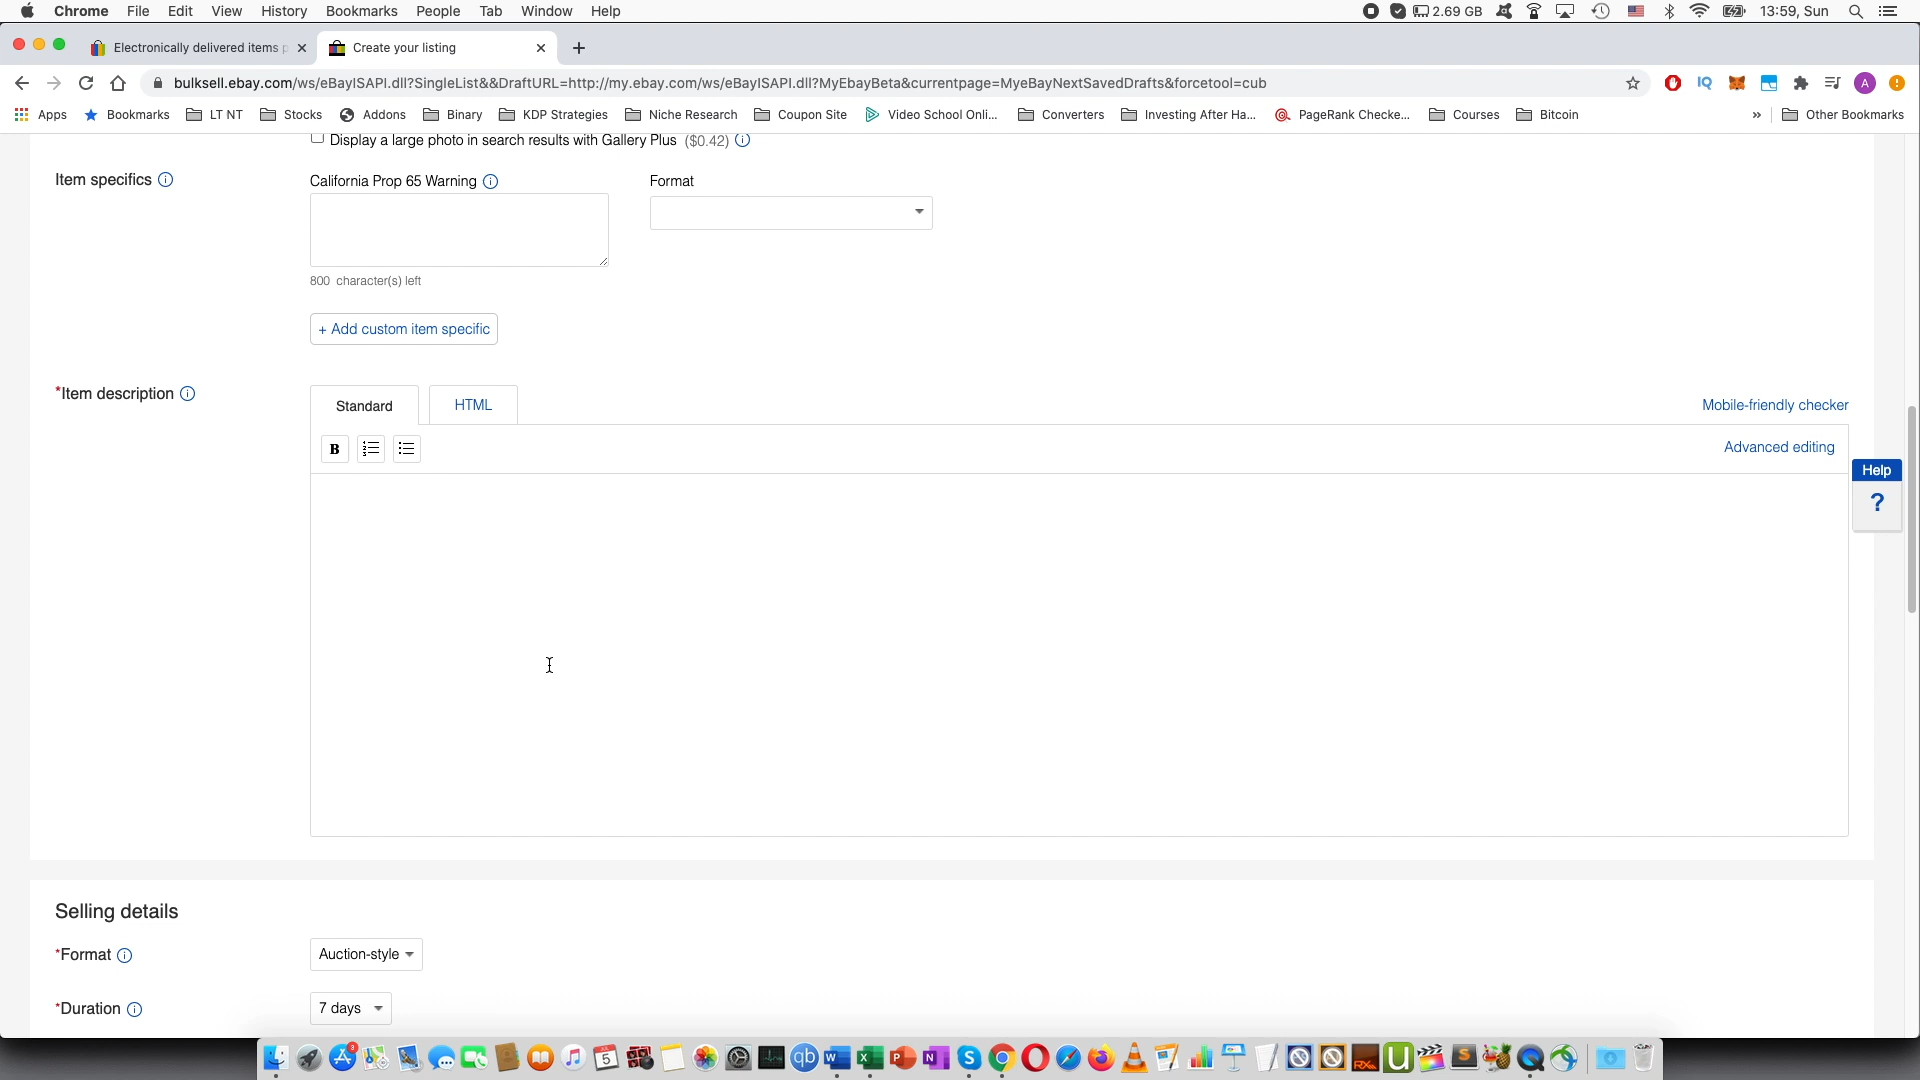 Chrome File Edit View History Bookmarks People Tab Window Help 2.69 GB 13:59, Sun
Electronically delivered items p Create your listing
bulksell.ebay.com/ws/eBayISAPI.dll?SingleList&&DraftURL=http://my.ebay.com/ws/eBayISAPI.dll?MyEbayBeta&currentpage=MyeBayNextSavedDrafts&forcetool=cub IQ A
Apps Bookmarks LT NT Stocks Addons Binary KDP Strategies Niche Research Coupon Site Video School Onli... Converters Investing After Ha... PageRank Checke... Courses Bitcoin » Other Bookmarks
Display a large photo in search results with Gallery Plus ($0.42)
Item specifics California Prop 65 Warning Format
800 character(s) left
+ Add custom item specific
*Item description Standard HTML Mobile-friendly checker
B Advanced editing
Help
?
Selling details
*Format Auction-style
*Duration 7 days
3 5 qb W X P N S RX U S